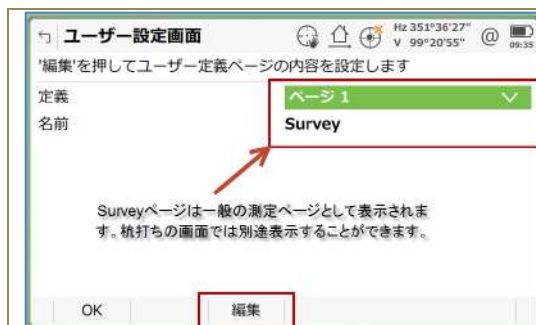 ユーザー設定画面
Hz 351°36'27"
V 99°20'55"
@
09:35
'編集'を押してユーザー定義ページの内容を設定します
定義
ページ 1
名前
Survey
Surveyページは一般の測定ページとして表示されま
す。杭打ちの画面では別途表示することができます。
OK
編集